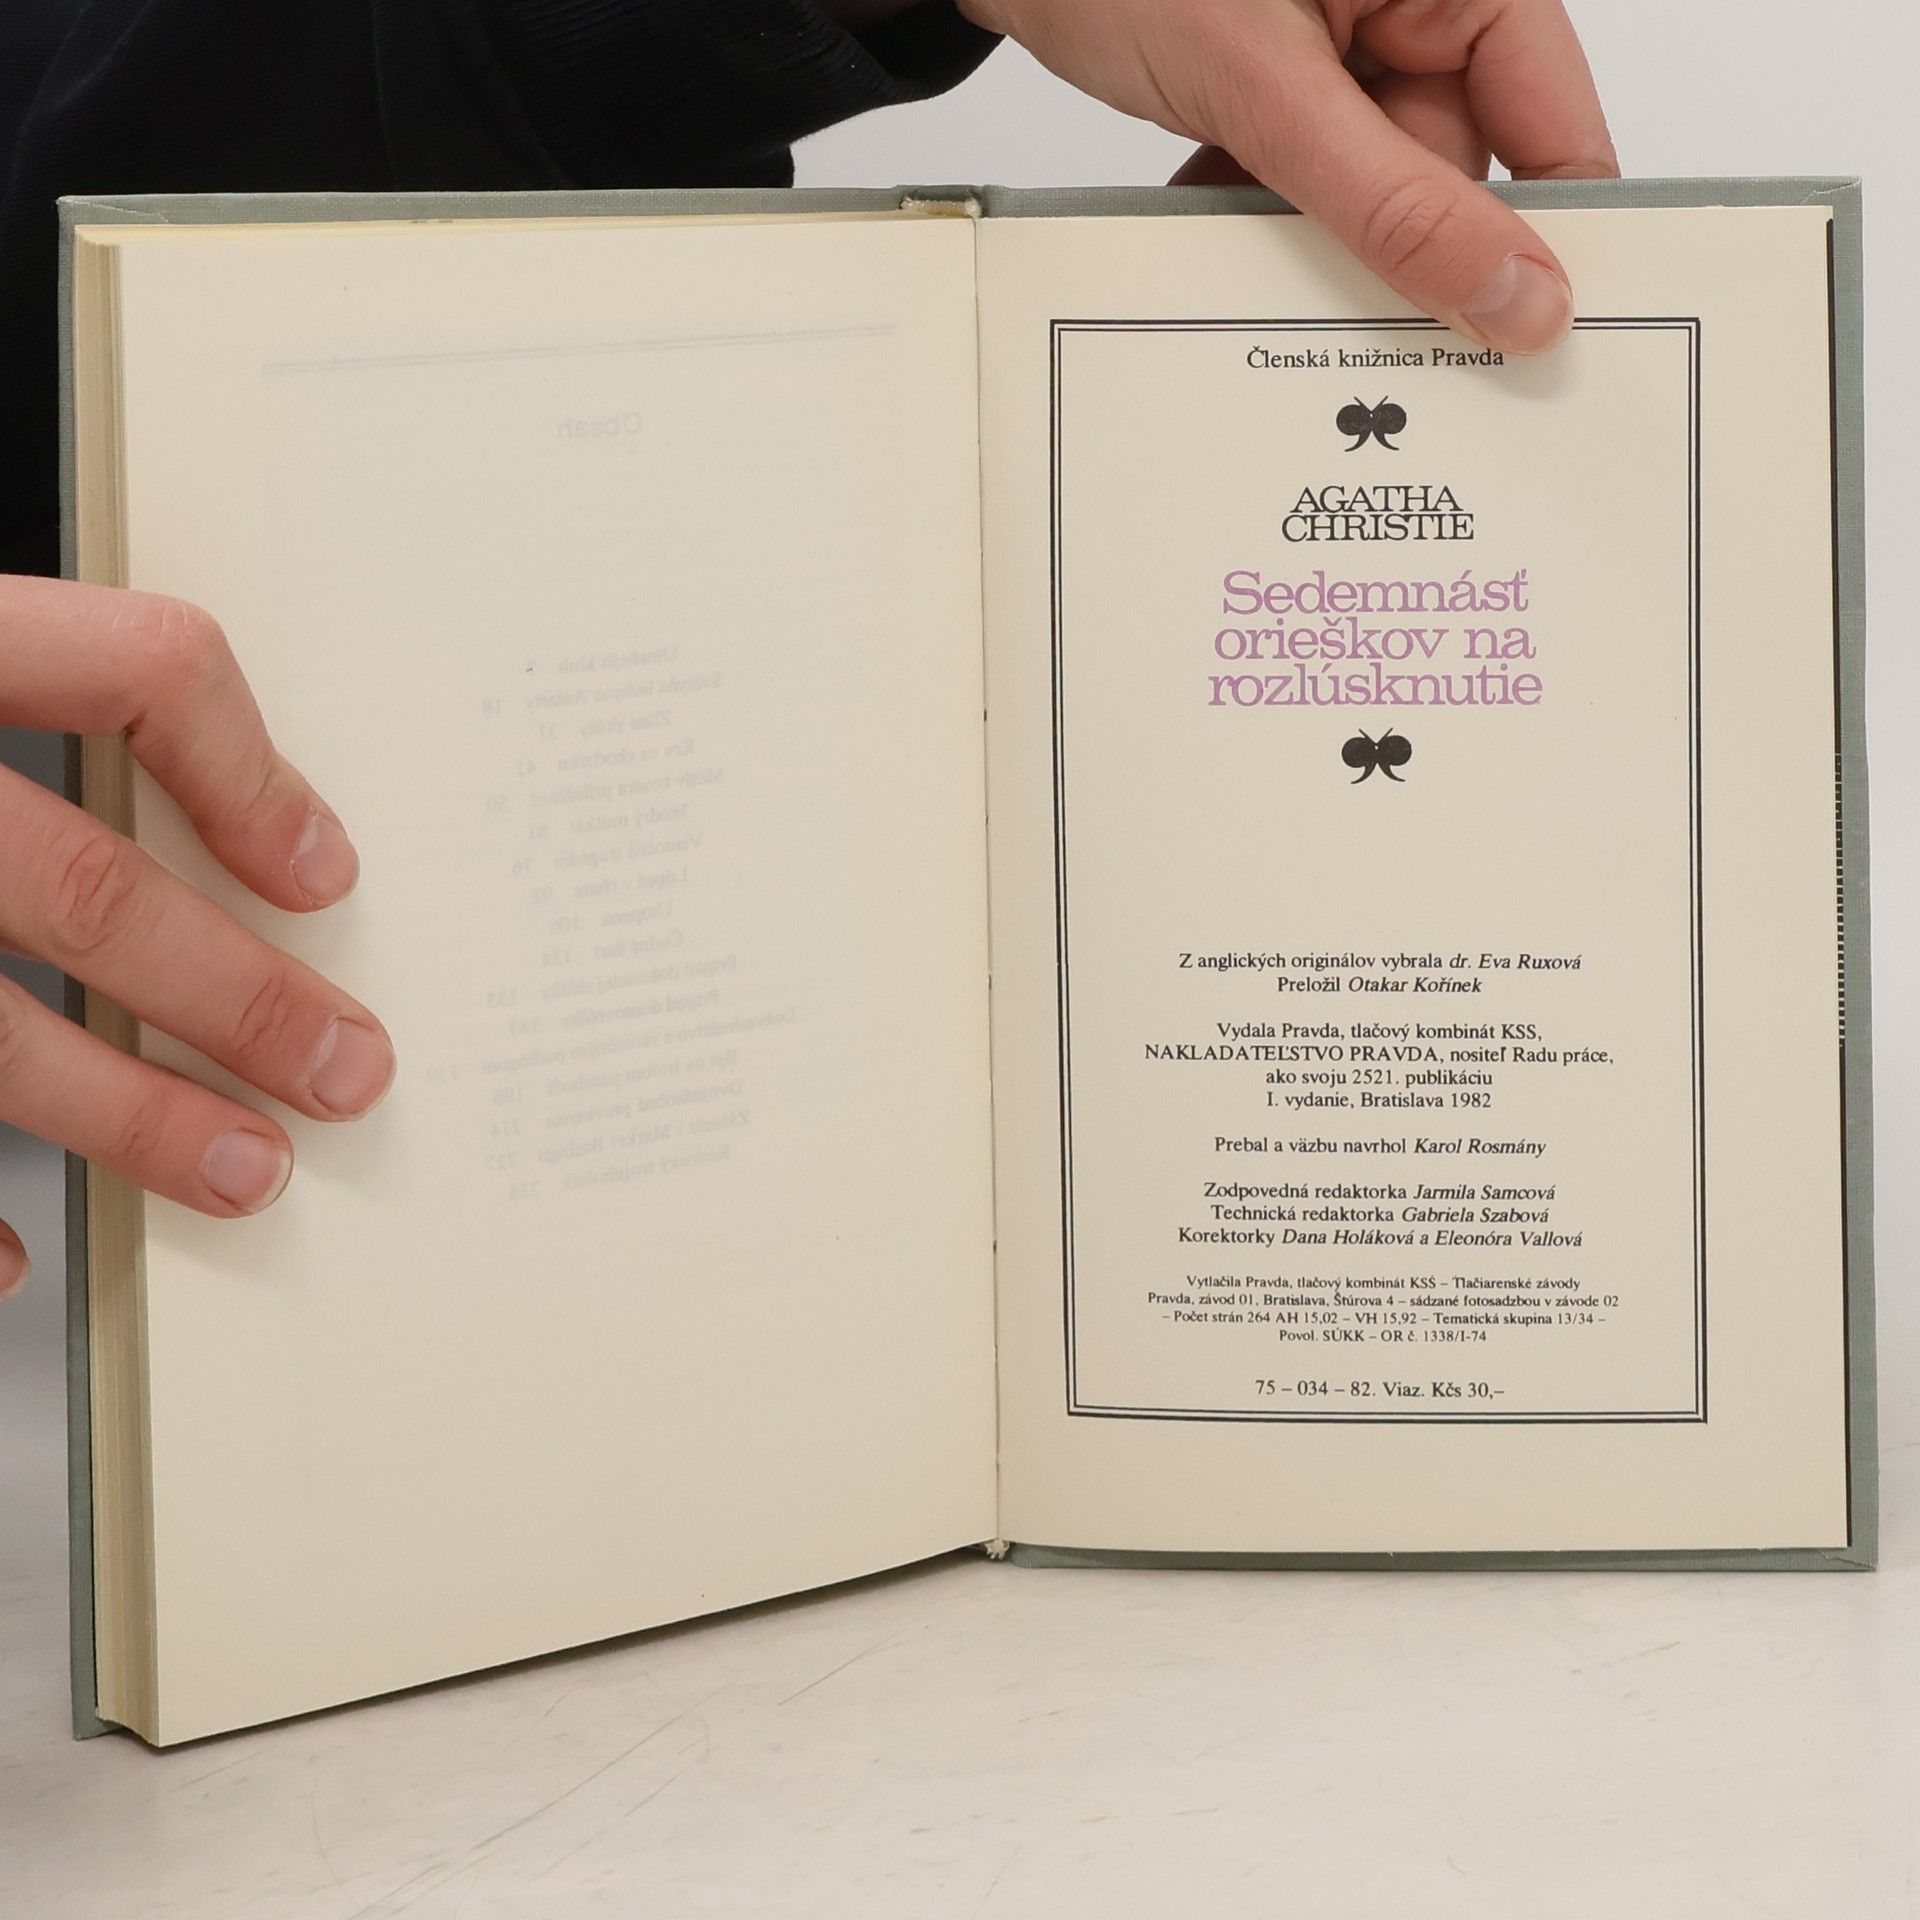 Obsah
Členská knižnica Pravda
AGATHA
CHRISTIE
Sedemnásť
orieškov na
rozlúsknutie
Z anglických originálov vybrala dr. Eva Ruxová
Preložil Otakar Kořínek
Vydala Pravda, tlačový kombinát KSS,
NAKLADATEĽSTVO PRAVDA, nositeľ Radu práce,
ako svoju 2521. publikáciu
I. vydanie, Bratislava 1982
Prebal a väzbu navrhol Karol Rosmány
Zodpovedná redaktorka Jarmila Samcová
Technická redaktorka Gabriela Szabová
Korektorky Dana Holáková a Eleonóra Vallová
Vytlačila Pravda, tlačový kombinát KSS – Tlačiarenské závody
Pravda, závod 01, Bratislava, Štúrova 4 – sádzané fotosadzbou v závode 02
– Počet strán 264 AH 15,02 – VH 15,92 – Tematická skupina 13/34 –
Povol. SÚKK – OR č. 1338/I-74
75 – 034 – 82. Viaz. Kčs 30,–